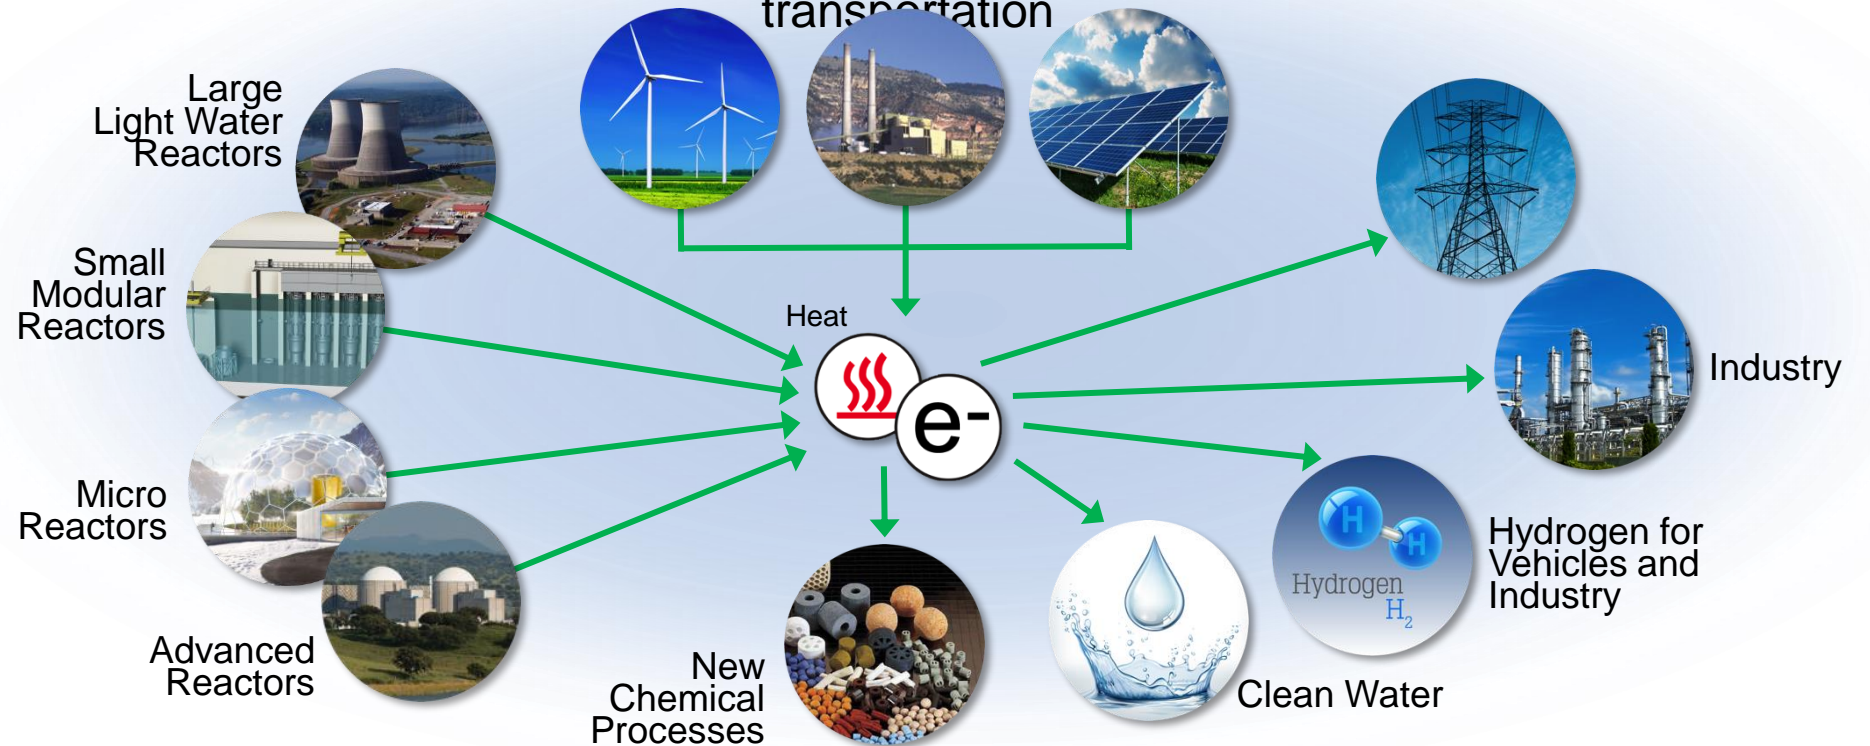 transportation
Large
Light Water
Reactors
Small
Modular
Reactors
Micro
Reactors
Advanced
Reactors
Heat
e-
Industry
H H
Hydrogen
H2
Hydrogen for
Vehicles and
Industry
Clean Water
New
Chemical
Processes